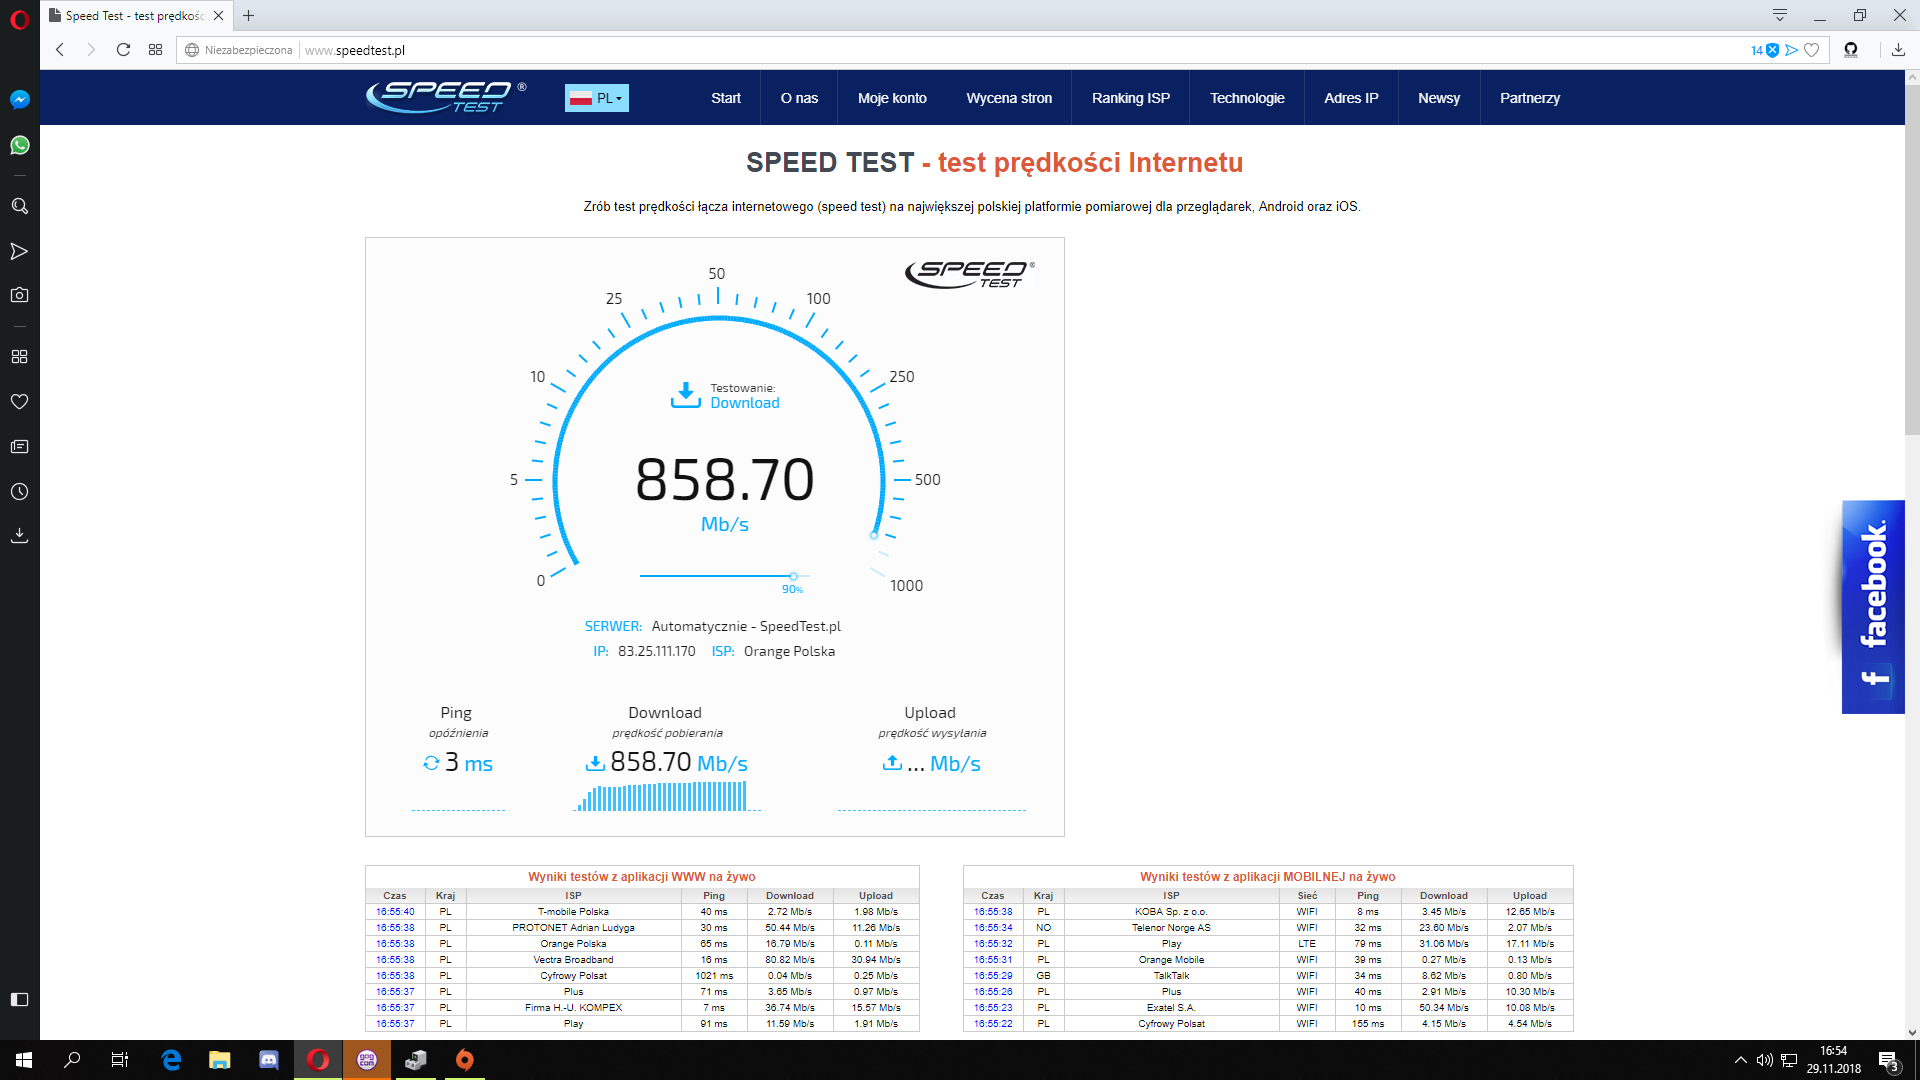 Speed Test - test prędkośc
Niezabezpieczona
www.speedtest.pl
14
SPEED TEST ®
PL
Start
O nas
Moje konto
Wycena stron
Ranking ISP
Technologie
Adres IP
Newsy
Partnerzy
SPEED TEST - test prędkości Internetu
Zrób test prędkości łącza internetowego (speed test) na największej polskiej platformie pomiarowej dla przeglądarek, Android oraz iOS.
SPEED TEST ®
0
5
10
25
50
100
250
500
1000
Testowanie:
Download
858.70
Mb/s
90%
SERWER: Automatycznie - SpeedTest.pl
IP: 83.25.111.170 ISP: Orange Polska
Ping
opóźnienia
3 ms
Download
prędkość pobierania
858.70 Mb/s
Upload
prędkość wysyłania
... Mb/s
facebook.
f
Wyniki testów z aplikacji WWW na żywo
Czas Kraj ISP Ping Download Upload
16:55:40 PL T-mobile Polska 40 ms 2.72 Mb/s 1.98 Mb/s
16:55:38 PL PROTONET Adrian Ludyga 30 ms 50.44 Mb/s 11.26 Mb/s
16:55:38 PL Orange Polska 65 ms 16.79 Mb/s 0.11 Mb/s
16:55:38 PL Vectra Broadband 16 ms 80.82 Mb/s 30.94 Mb/s
16:55:38 PL Cyfrowy Polsat 1021 ms 0.04 Mb/s 0.25 Mb/s
16:55:37 PL Plus 71 ms 3.65 Mb/s 0.97 Mb/s
16:55:37 PL Firma H.-U. KOMPEX 7 ms 36.74 Mb/s 15.57 Mb/s
16:55:37 PL Play 91 ms 11.59 Mb/s 1.91 Mb/s
Wyniki testów z aplikacji MOBILNEJ na żywo
Czas Kraj ISP Sieć Ping Download Upload
16:55:38 PL KOBA Sp. z o.o. WIFI 8 ms 3.45 Mb/s 12.65 Mb/s
16:55:34 NO Telenor Norge AS WIFI 32 ms 23.60 Mb/s 2.07 Mb/s
16:55:32 PL Play LTE 79 ms 31.06 Mb/s 17.11 Mb/s
16:55:31 PL Orange Mobile WIFI 39 ms 0.27 Mb/s 0.13 Mb/s
16:55:29 GB TalkTalk WIFI 34 ms 8.62 Mb/s 0.80 Mb/s
16:55:26 PL Plus WIFI 40 ms 2.91 Mb/s 10.30 Mb/s
16:55:23 PL Exatel S.A. WIFI 10 ms 50.34 Mb/s 10.08 Mb/s
16:55:22 PL Cyfrowy Polsat WIFI 155 ms 4.15 Mb/s 4.54 Mb/s
gog com
16:54
29.11.2018
3